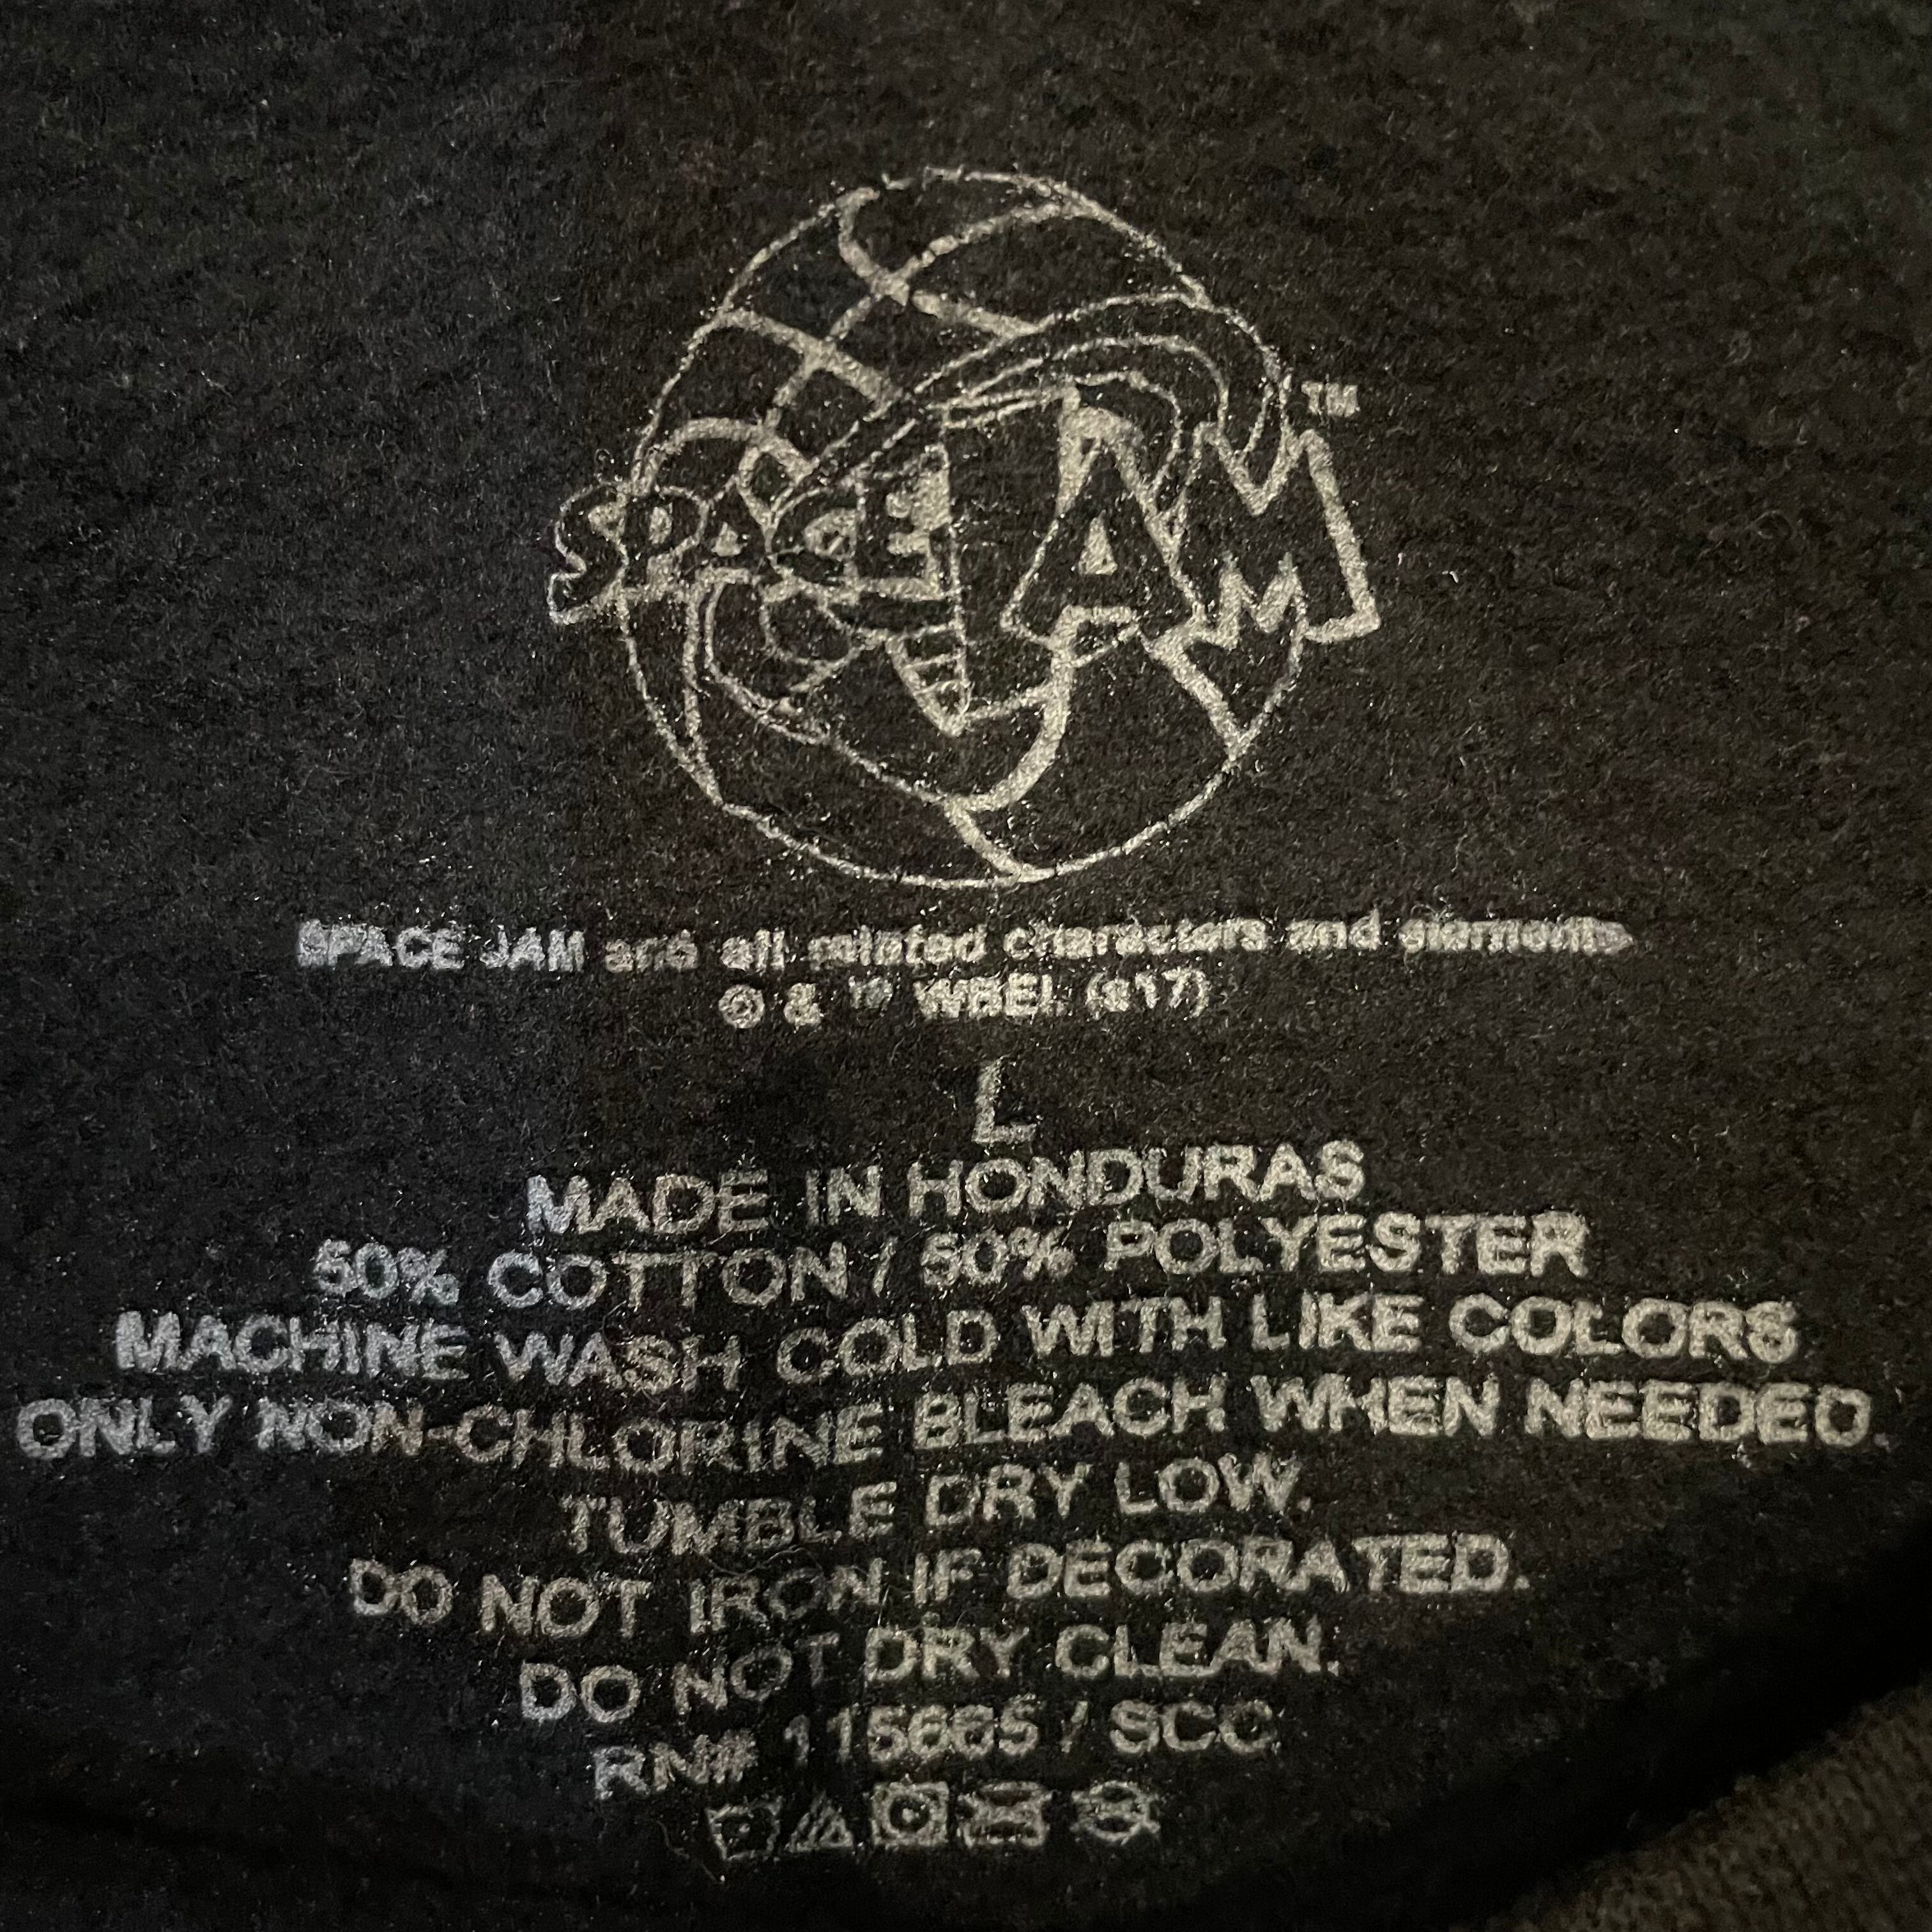 SPACE JAM
TM
SPACE JAM and all related characters and elements
© & ™ WBEI. (s17)
L
MADE IN HONDURAS
50% COTTON / 50% POLYESTER
MACHINE WASH COLD WITH LIKE COLORS
ONLY NON-CHLORINE BLEACH WHEN NEEDED.
TUMBLE DRY LOW.
DO NOT IRON IF DECORATED.
DO NOT DRY CLEAN.
RN# 115665 / SCC